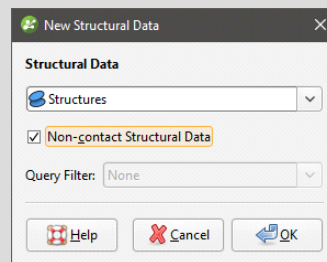 New Structural Data
Structural Data
Structures
Non-contact Structural Data
Query Filter: None
Help Cancel OK